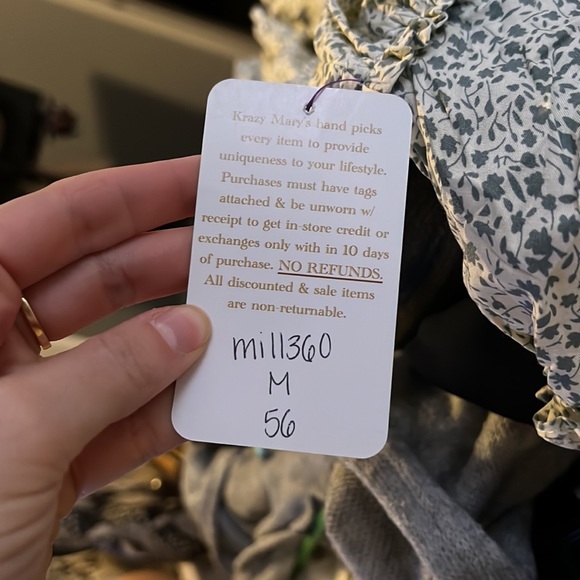 Krazy Mary's hand picks
every item to provide
uniqueness to your lifestyle.
Purchases must have tags
attached & be unworn w/
receipt to get in-store credit or
exchanges only with in 10 days
of purchase. NO REFUNDS.
All discounted & sale items
are non-returnable.
mill360
M
56